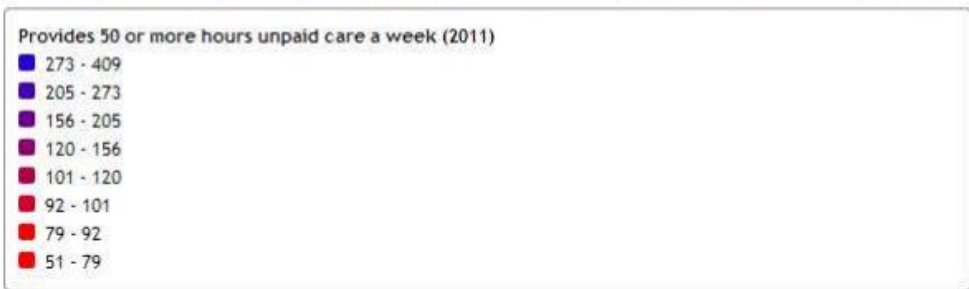 Provides 50 or more hours unpaid care a week (2011)
273 - 409
205 - 273
156 - 205
120 - 156
101 - 120
92 - 101
79 - 92
51 - 79